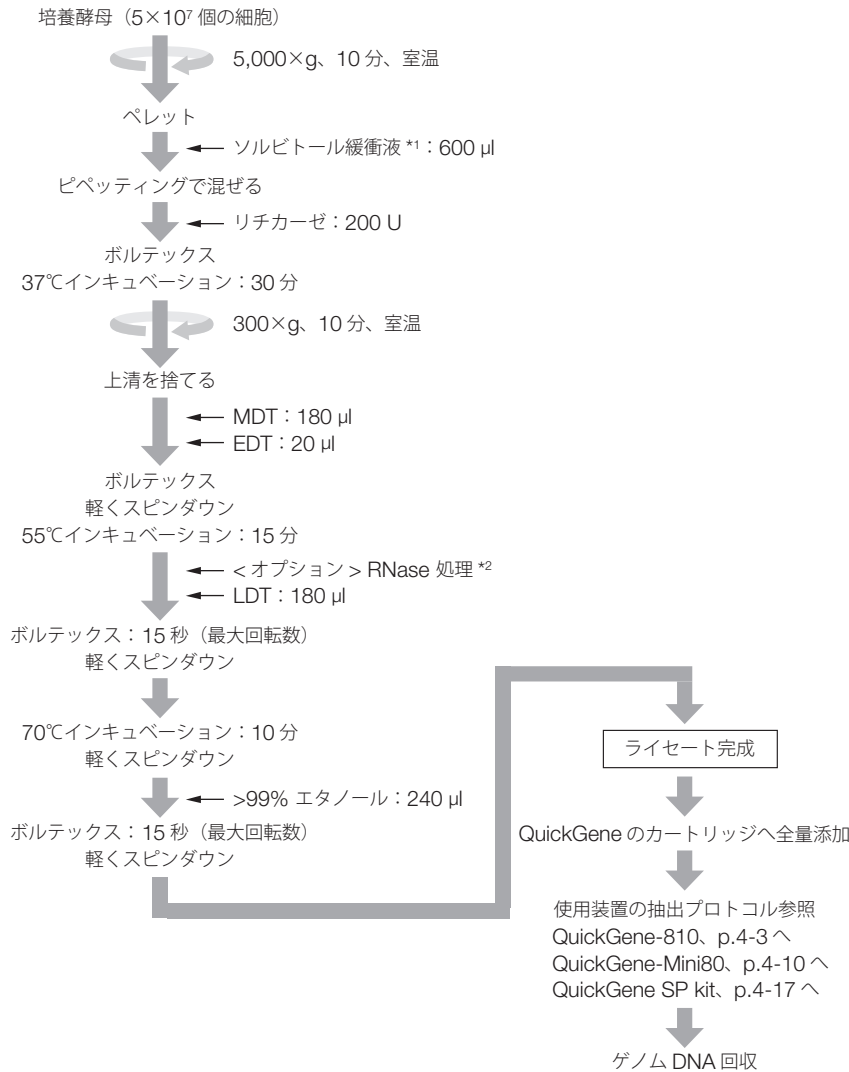 培養酵母（5×10⁷ 個の細胞）
5,000×g、10 分、室温
ペレット
ソルビトール緩衝液 *¹：600 µl
ピペッティングで混ぜる
リチカーゼ：200 U
ボルテックス
37℃インキュベーション：30 分
300×g、10 分、室温
上清を捨てる
MDT：180 µl
EDT：20 µl
ボルテックス
軽くスピンダウン
55℃インキュベーション：15 分
< オプション > RNase 処理 *²
LDT：180 µl
ボルテックス：15 秒（最大回転数）
軽くスピンダウン
70℃インキュベーション：10 分
軽くスピンダウン
>99% エタノール：240 µl
ボルテックス：15 秒（最大回転数）
軽くスピンダウン
ライセート完成
QuickGene のカートリッジへ全量添加
使用装置の抽出プロトコル参照
QuickGene-810、p.4-3 へ
QuickGene-Mini80、p.4-10 へ
QuickGene SP kit、p.4-17 へ
ゲノム DNA 回収